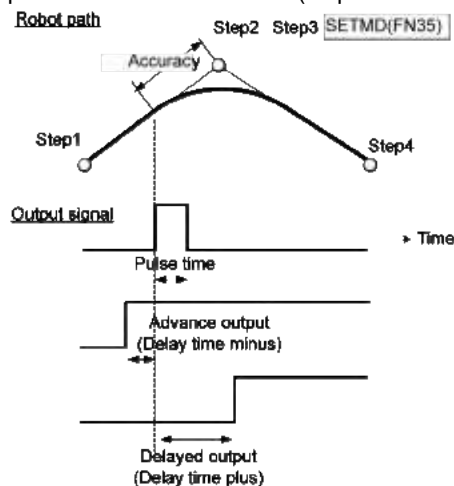 Robot path
Step2 Step3 SETMD(FN35)
Accuracy
Step1
Step4
Output signal
Time
Pulse time
Advance output
(Delay time minus)
Delayed output
(Delay time plus)